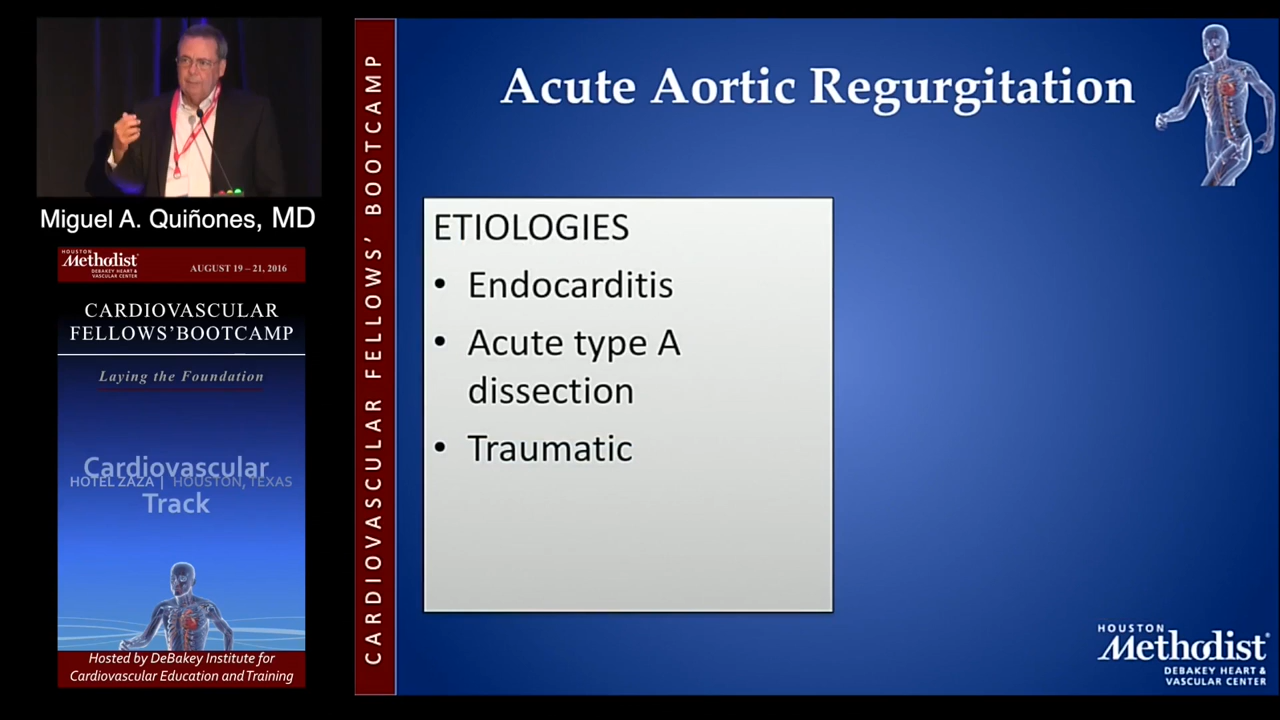 Miguel A. Quiñones, MD
HOUSTON
Methodist
DEBAKEY HEART &
VASCULAR CENTER
AUGUST 19 – 21, 2016
CARDIOVASCULAR
FELLOWS’BOOTCAMP
Laying the Foundation
Cardiovascular
HOTEL ZAZA | HOUSTON, TEXAS
Track
Hosted by DeBakey Institute for
Cardiovascular Education and Training
CARDIOVASCULAR FELLOWS’ BOOTCAMP
Acute Aortic Regurgitation
ETIOLOGIES
• Endocarditis
• Acute type A
dissection
• Traumatic
HOUSTON
Methodist®
DEBAKEY HEART &
VASCULAR CENTER